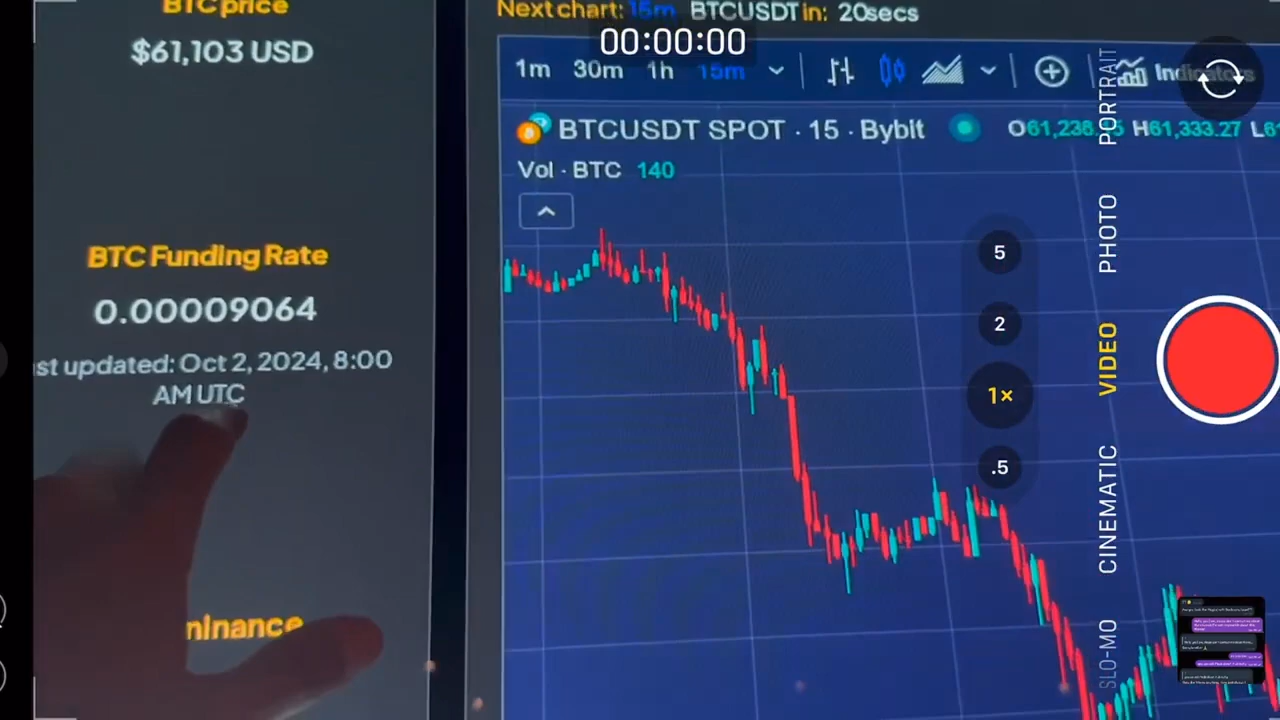 BTC price
$61,103 USD
BTC Funding Rate
0.00009064
st updated: Oct 2, 2024, 8:00
AM UTC
minance
Next chart: 15m BTCUSDT in: 20secs
00:00:00
1m 30m 1h 15m
Indicators
BTCUSDT SPOT · 15 · Bybit
H61,333.27
Vol · BTC 140
5
2
1×
.5
PORTRAIT
PHOTO
VIDEO
CINEMATIC
SLO-MO